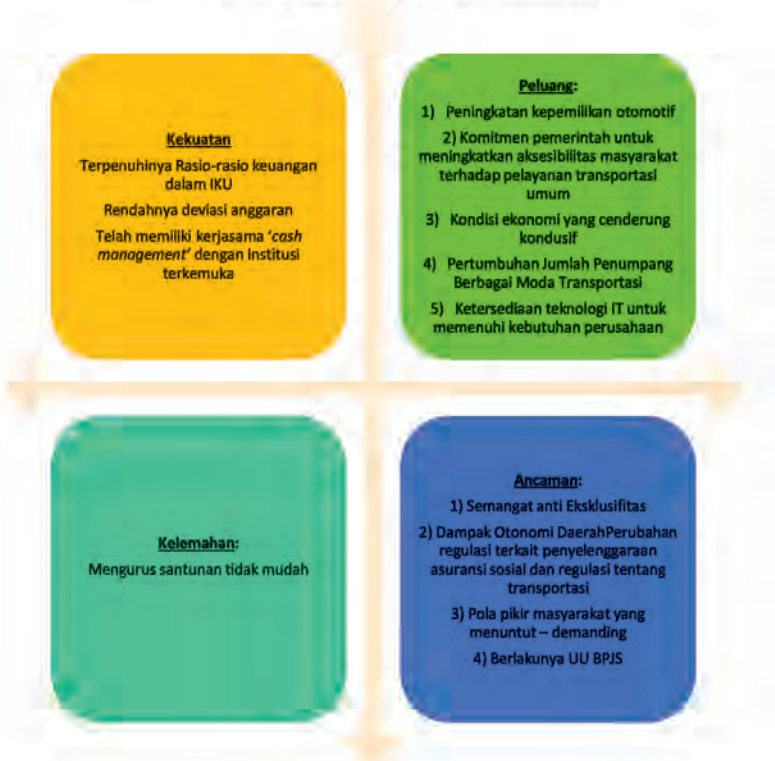 Kekuatan
Terpenuhinya Rasio-rasio keuangan
dalam IKU
Rendahnya deviasi anggaran
Telah memiliki kerjasama ‘cash
management’ dengan institusi
terkemuka
Peluang:
1) Peningkatan kepemilikan otomotif
2) Komitmen pemerintah untuk
meningkatkan aksesibilitas masyarakat
terhadap pelayanan transportasi
umum
3) Kondisi ekonomi yang cenderung
kondusif
4) Pertumbuhan Jumlah Penumpang
Berbagai Moda Transportasi
5) Ketersediaan teknologi IT untuk
memenuhi kebutuhan perusahaan
Kelemahan:
Mengurus santunan tidak mudah
Ancaman:
1) Semangat anti Eksklusifitas
2) Dampak Otonomi DaerahPerubahan
regulasi terkait penyelenggaraan
asuransi sosial dan regulasi tentang
transportasi
3) Pola pikir masyarakat yang
menuntut – demanding
4) Berlakunya UU BPJS